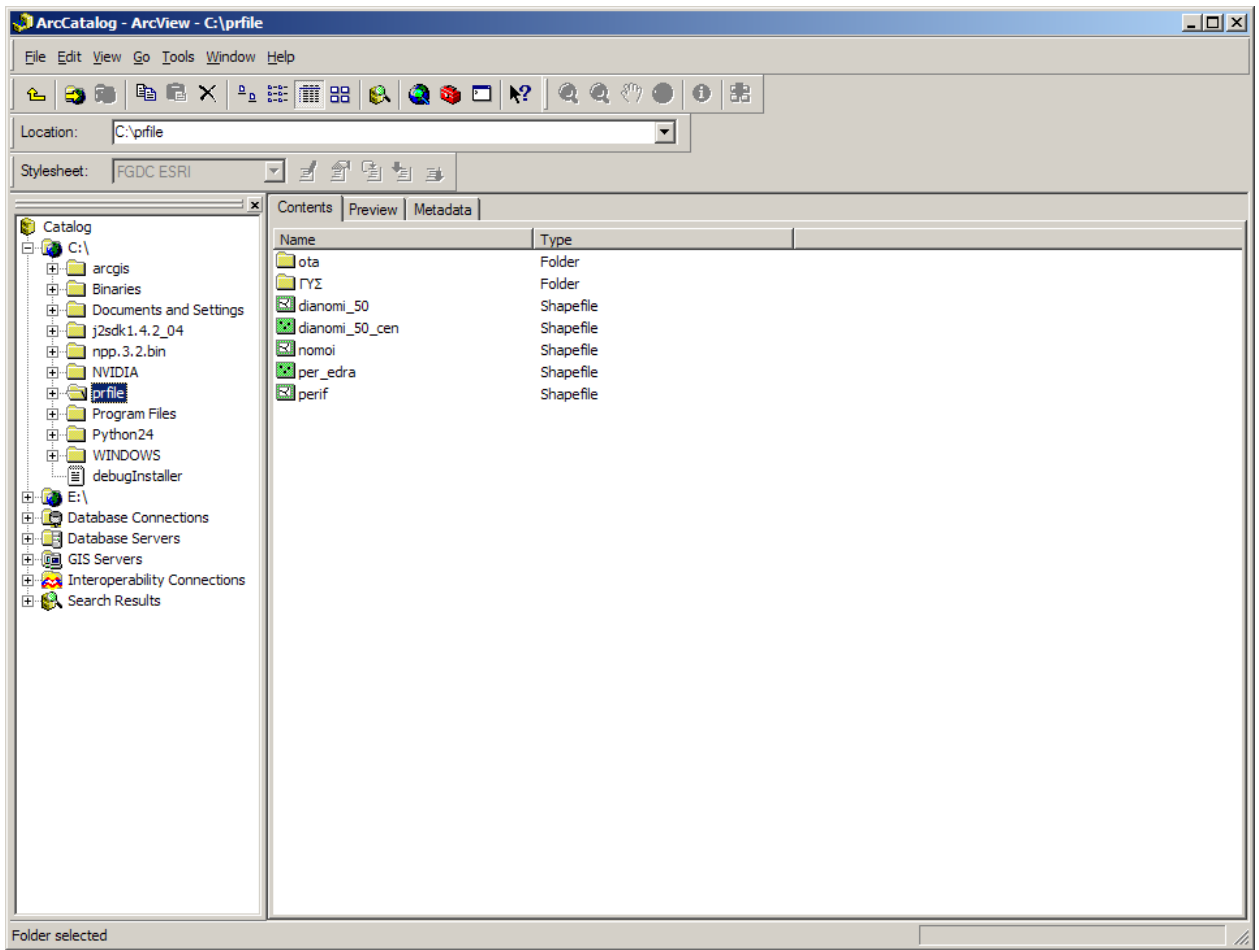 ArcCatalog - ArcView - C:\prfile
File Edit View Go Tools Window Help
Location: C:\prfile
Stylesheet: FGDC ESRI
Contents Preview Metadata
Catalog
C:\
arcgis
Binaries
Documents and Settings
j2sdk1.4.2_04
npp.3.2.bin
NVIDIA
prfile
Program Files
Python24
WINDOWS
debugInstaller
E:\
Database Connections
Database Servers
GIS Servers
Interoperability Connections
Search Results
Name Type
ota Folder
ΓΥΣ Folder
dianomi_50 Shapefile
dianomi_50_cen Shapefile
nomoi Shapefile
per_edra Shapefile
perif Shapefile
Folder selected